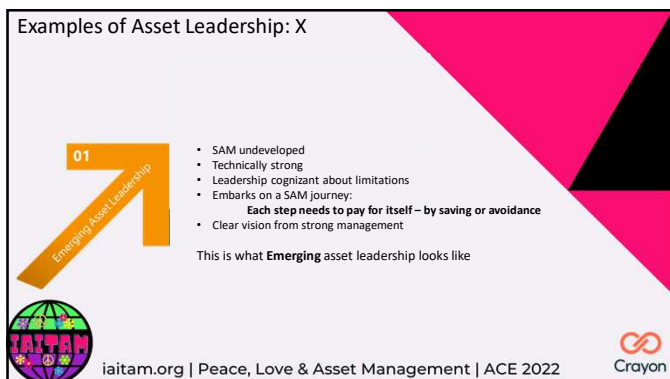 Examples of Asset Leadership: X
01
Emerging Asset Leadership
• SAM undeveloped
• Technically strong
• Leadership cognizant about limitations
• Embarks on a SAM journey:
Each step needs to pay for itself – by saving or avoidance
• Clear vision from strong management
This is what Emerging asset leadership looks like
IAITAM
iaitam.org | Peace, Love & Asset Management | ACE 2022
Crayon